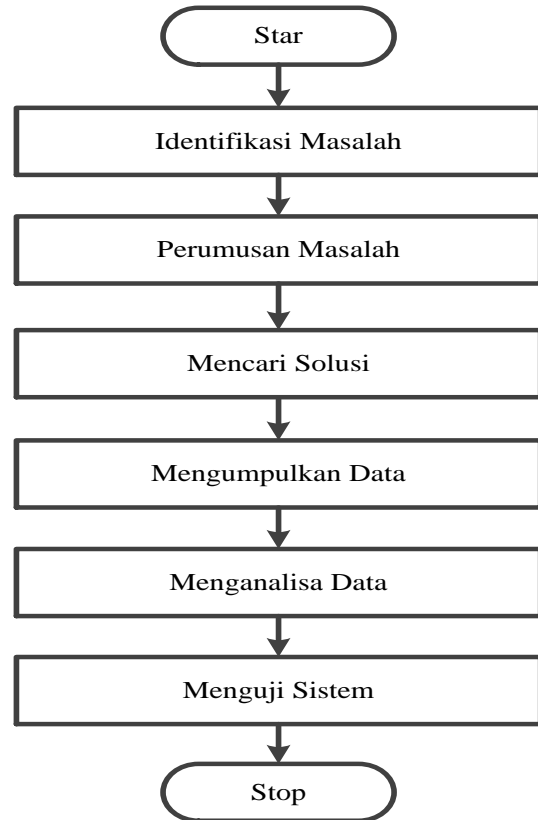 Star
Identifikasi Masalah
Perumusan Masalah
Mencari Solusi
Mengumpulkan Data
Menganalisa Data
Menguji Sistem
Stop